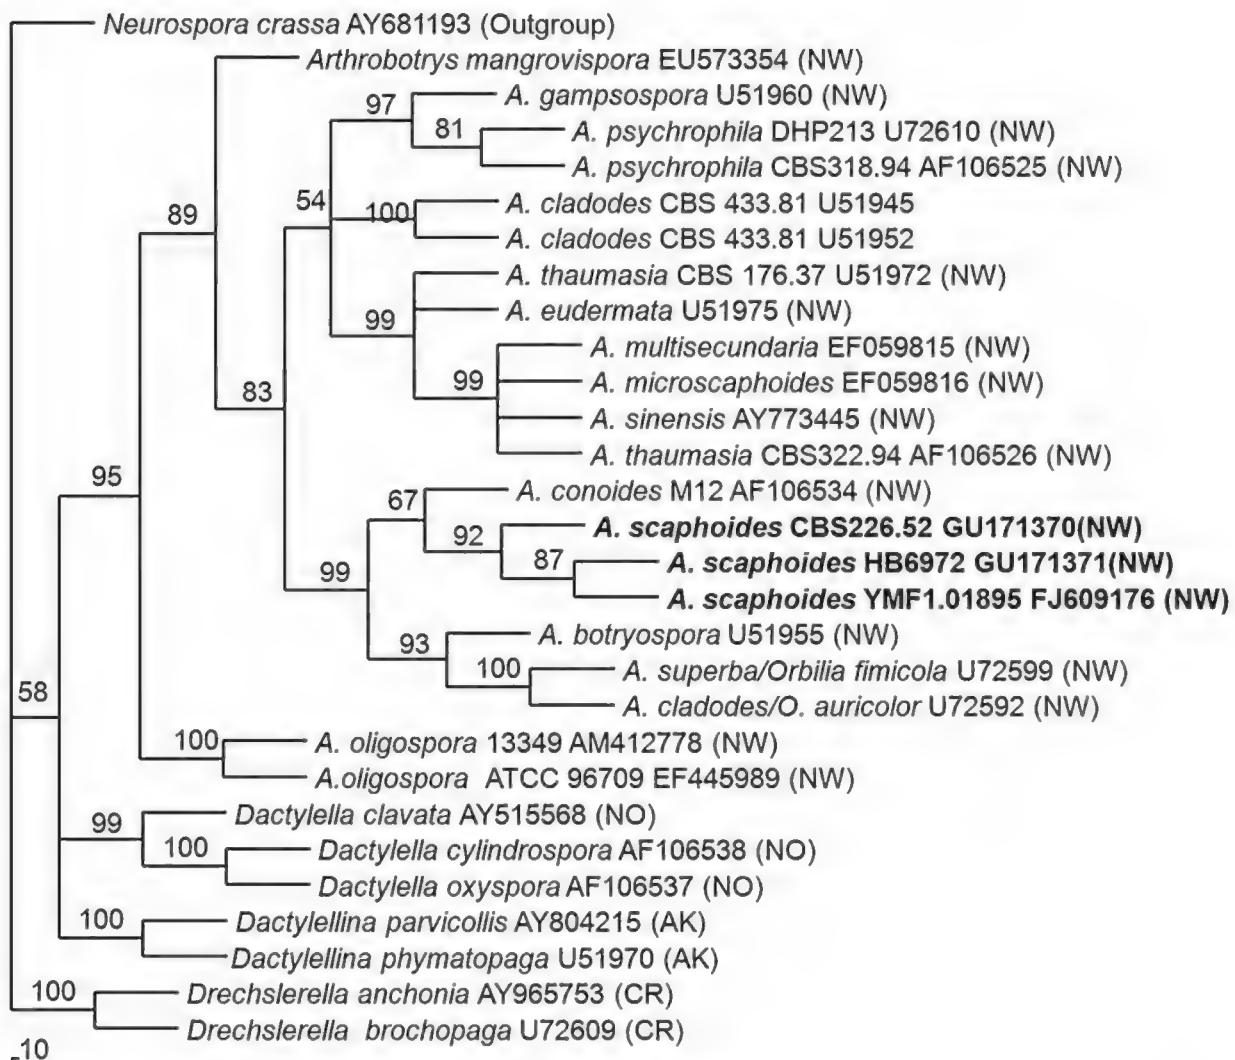 Neurospora crassa AY681193 (Outgroup)
Arthrobotrys mangrovispora EU573354 (NW)
97
A. gampsospora U51960 (NW)
81
A. psychrophila DHP213 U72610 (NW)
A. psychrophila CBS318.94 AF106525 (NW)
89
54
100
A. cladodes CBS 433.81 U51945
A. cladodes CBS 433.81 U51952
A. thaumasia CBS 176.37 U51972 (NW)
99
A. eudermata U51975 (NW)
A. multisecundaria EF059815 (NW)
83
99
A. microscaphoides EF059816 (NW)
A. sinensis AY773445 (NW)
A. thaumasia CBS322.94 AF106526 (NW)
95
67
A. conoides M12 AF106534 (NW)
92
A. scaphoides CBS226.52 GU171370(NW)
99
87
A. scaphoides HB6972 GU171371(NW)
A. scaphoides YMF1.01895 FJ609176 (NW)
93
A. botryospora U51955 (NW)
100
A. superba/Orbilia fimicola U72599 (NW)
58
A. cladodes/O. auricolor U72592 (NW)
100
A. oligospora 13349 AM412778 (NW)
A.oligospora ATCC 96709 EF445989 (NW)
99
Dactylella clavata AY515568 (NO)
100
Dactylella cylindrospora AF106538 (NO)
Dactylella oxyspora AF106537 (NO)
100
Dactylellina parvicollis AY804215 (AK)
Dactylellina phymatopaga U51970 (AK)
100
Drechslerella anchonia AY965753 (CR)
Drechslerella brochopaga U72609 (CR)
10